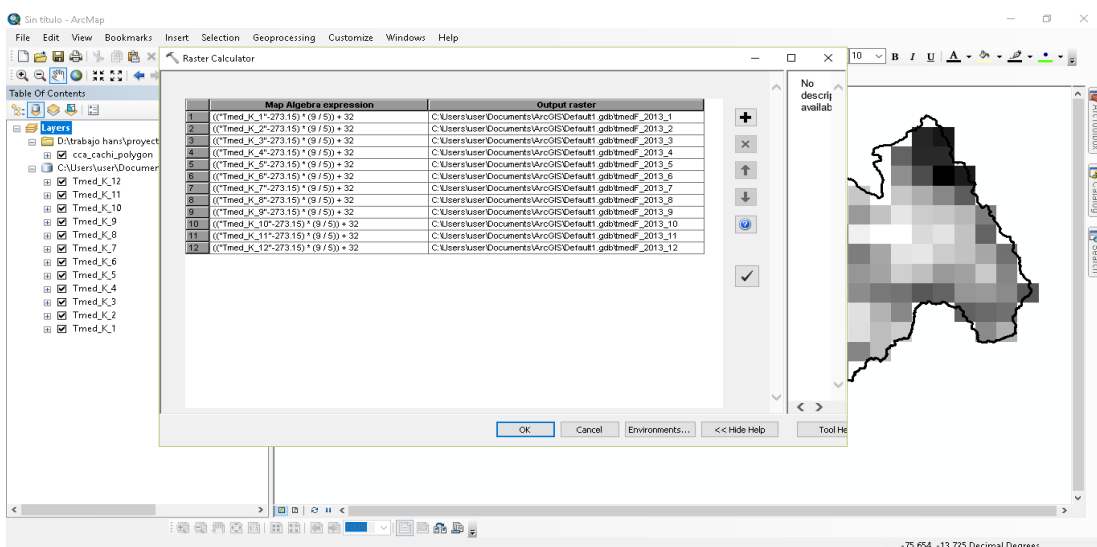 Sin título - ArcMap
File Edit View Bookmarks Insert Selection Geoprocessing Customize Windows Help
Raster Calculator
10 B I U A
Table Of Contents
Layers
D:\trabajo hans\proyect
cca_cachi_polygon
C:\Users\user\Documer
Tmed_K_12
Tmed_K_11
Tmed_K_10
Tmed_K_9
Tmed_K_8
Tmed_K_7
Tmed_K_6
Tmed_K_5
Tmed_K_4
Tmed_K_3
Tmed_K_2
Tmed_K_1
Map Algebra expression Output raster
1 (("Tmed_K_1"-273.15) * (9 / 5)) + 32 C:\Users\user\Documents\ArcGIS\Default1.gdb\tmedF_2013_1
2 (("Tmed_K_2"-273.15) * (9 / 5)) + 32 C:\Users\user\Documents\ArcGIS\Default1.gdb\tmedF_2013_2
3 (("Tmed_K_3"-273.15) * (9 / 5)) + 32 C:\Users\user\Documents\ArcGIS\Default1.gdb\tmedF_2013_3
4 (("Tmed_K_4"-273.15) * (9 / 5)) + 32 C:\Users\user\Documents\ArcGIS\Default1.gdb\tmedF_2013_4
5 (("Tmed_K_5"-273.15) * (9 / 5)) + 32 C:\Users\user\Documents\ArcGIS\Default1.gdb\tmedF_2013_5
6 (("Tmed_K_6"-273.15) * (9 / 5)) + 32 C:\Users\user\Documents\ArcGIS\Default1.gdb\tmedF_2013_6
7 (("Tmed_K_7"-273.15) * (9 / 5)) + 32 C:\Users\user\Documents\ArcGIS\Default1.gdb\tmedF_2013_7
8 (("Tmed_K_8"-273.15) * (9 / 5)) + 32 C:\Users\user\Documents\ArcGIS\Default1.gdb\tmedF_2013_8
9 (("Tmed_K_9"-273.15) * (9 / 5)) + 32 C:\Users\user\Documents\ArcGIS\Default1.gdb\tmedF_2013_9
10 (("Tmed_K_10"-273.15) * (9 / 5)) + 32 C:\Users\user\Documents\ArcGIS\Default1.gdb\tmedF_2013_10
11 (("Tmed_K_11"-273.15) * (9 / 5)) + 32 C:\Users\user\Documents\ArcGIS\Default1.gdb\tmedF_2013_11
12 (("Tmed_K_12"-273.15) * (9 / 5)) + 32 C:\Users\user\Documents\ArcGIS\Default1.gdb\tmedF_2013_12
No
descrip
availab
OK Cancel Environments... << Hide Help Tool He
Catalog
Search
-75.654 -13.725 Decimal Degrees